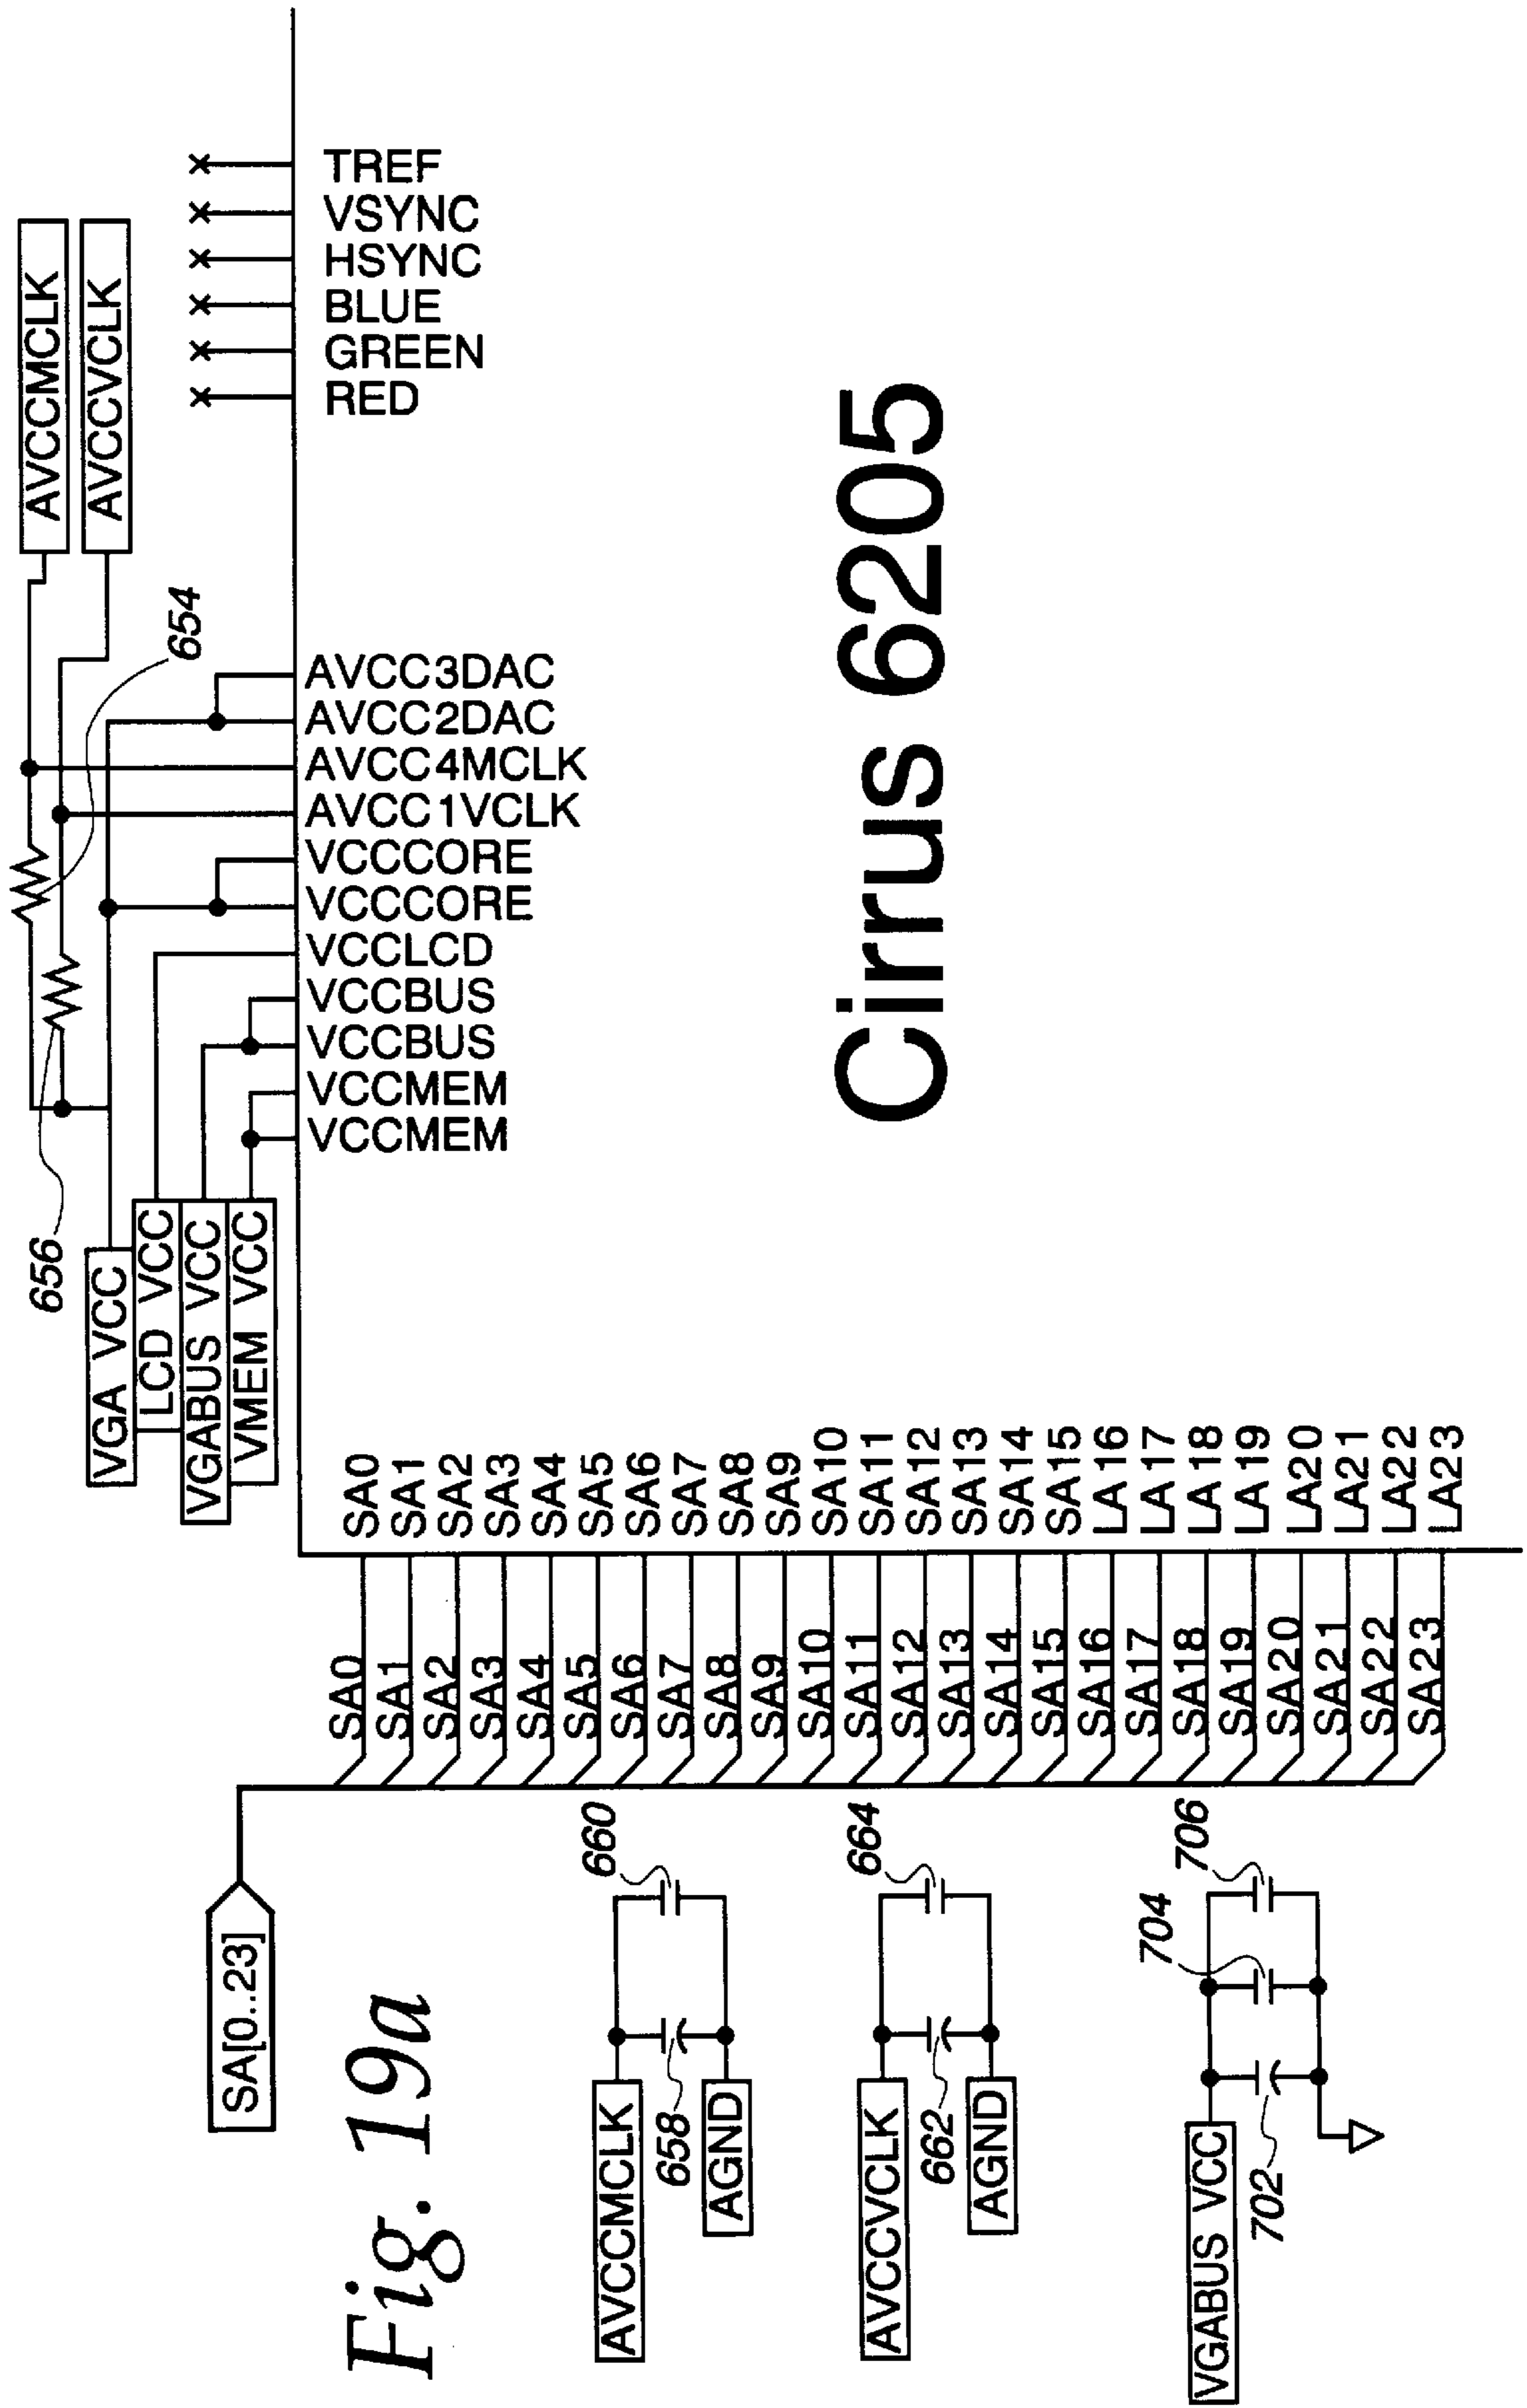 Fig. 19a
SA[0..23]
AVCCMCLK
AVCCVCLK
654
656
VGA VCC
LCD VCC
VGABUS VCC
VMEM VCC
VCCMEM
VCCMEM
VCCBUS
VCCBUS
VCCLCD
VCCCORE
VCCCORE
AVCC1VCLK
AVCC4MCLK
AVCC2DAC
AVCC3DAC
RED
GREEN
BLUE
HSYNC
VSYNC
TREF
Cirrus 6205
SA0 SA0
SA1 SA1
SA2 SA2
SA3 SA3
SA4 SA4
SA5 SA5
SA6 SA6
SA7 SA7
SA8 SA8
SA9 SA9
SA10 SA10
SA11 SA11
SA12 SA12
SA13 SA13
SA14 SA14
SA15 SA15
SA16 LA16
SA17 LA17
SA18 LA18
SA19 LA19
SA20 LA20
SA21 LA21
SA22 LA22
SA23 LA23
AVCCMCLK
658
660
AGND
AVCCVCLK
662
664
AGND
VGABUS VCC
702
704
706